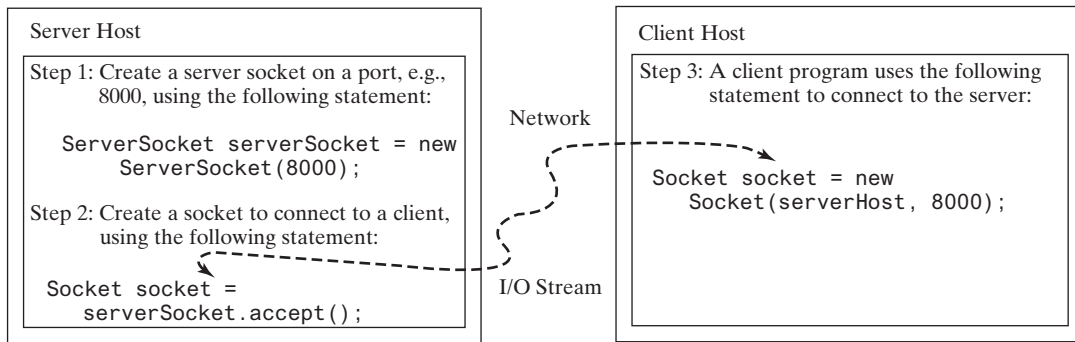 Server Host
Step 1: Create a server socket on a port, e.g.,
8000, using the following statement:
ServerSocket serverSocket = new
ServerSocket(8000);
Step 2: Create a socket to connect to a client,
using the following statement:
Socket socket =
serverSocket.accept();
Network
I/O Stream
Client Host
Step 3: A client program uses the following
statement to connect to the server:
Socket socket = new
Socket(serverHost, 8000);